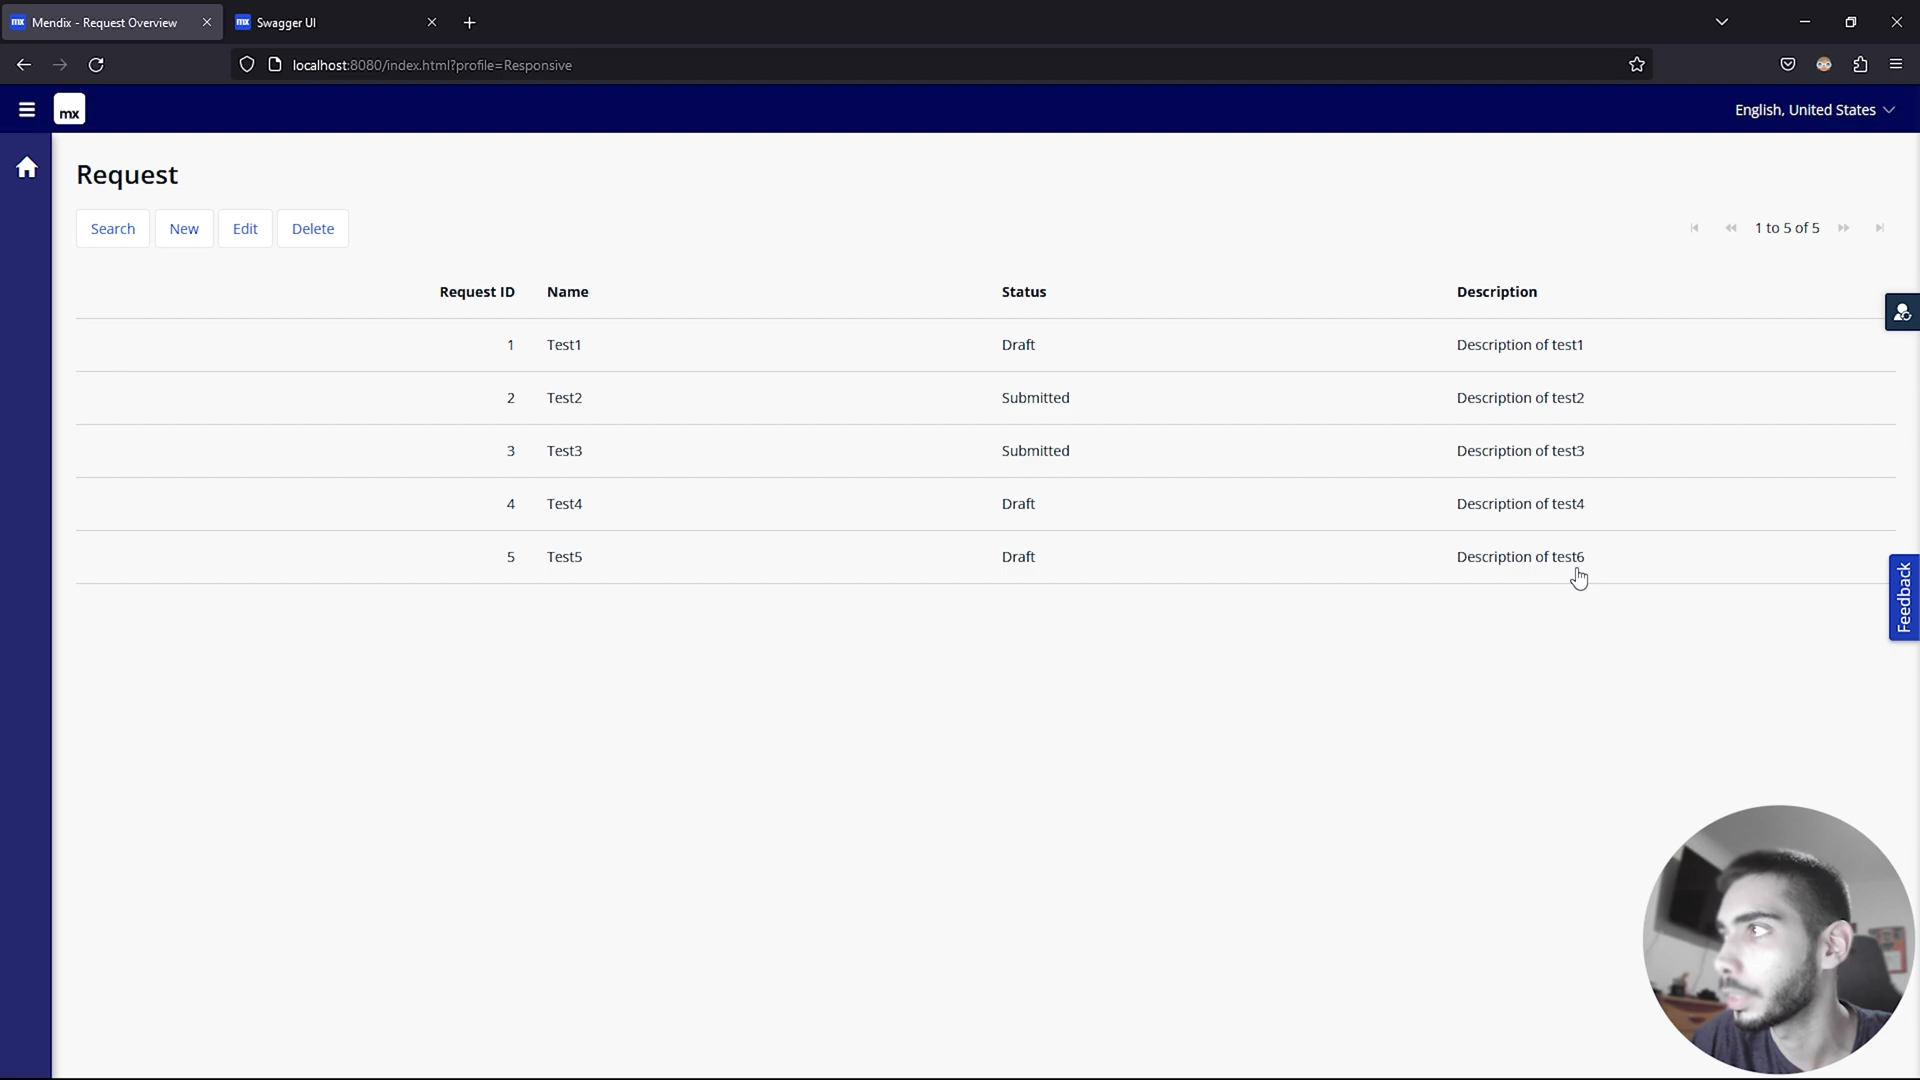 mx Mendix - Request Overview
mx Swagger UI
localhost:8080/index.html?profile=Responsive
mx
English, United States
Request
Search New Edit Delete
1 to 5 of 5
Request ID Name Status Description
1 Test1 Draft Description of test1
2 Test2 Submitted Description of test2
3 Test3 Submitted Description of test3
4 Test4 Draft Description of test4
5 Test5 Draft Description of test6
Feedback